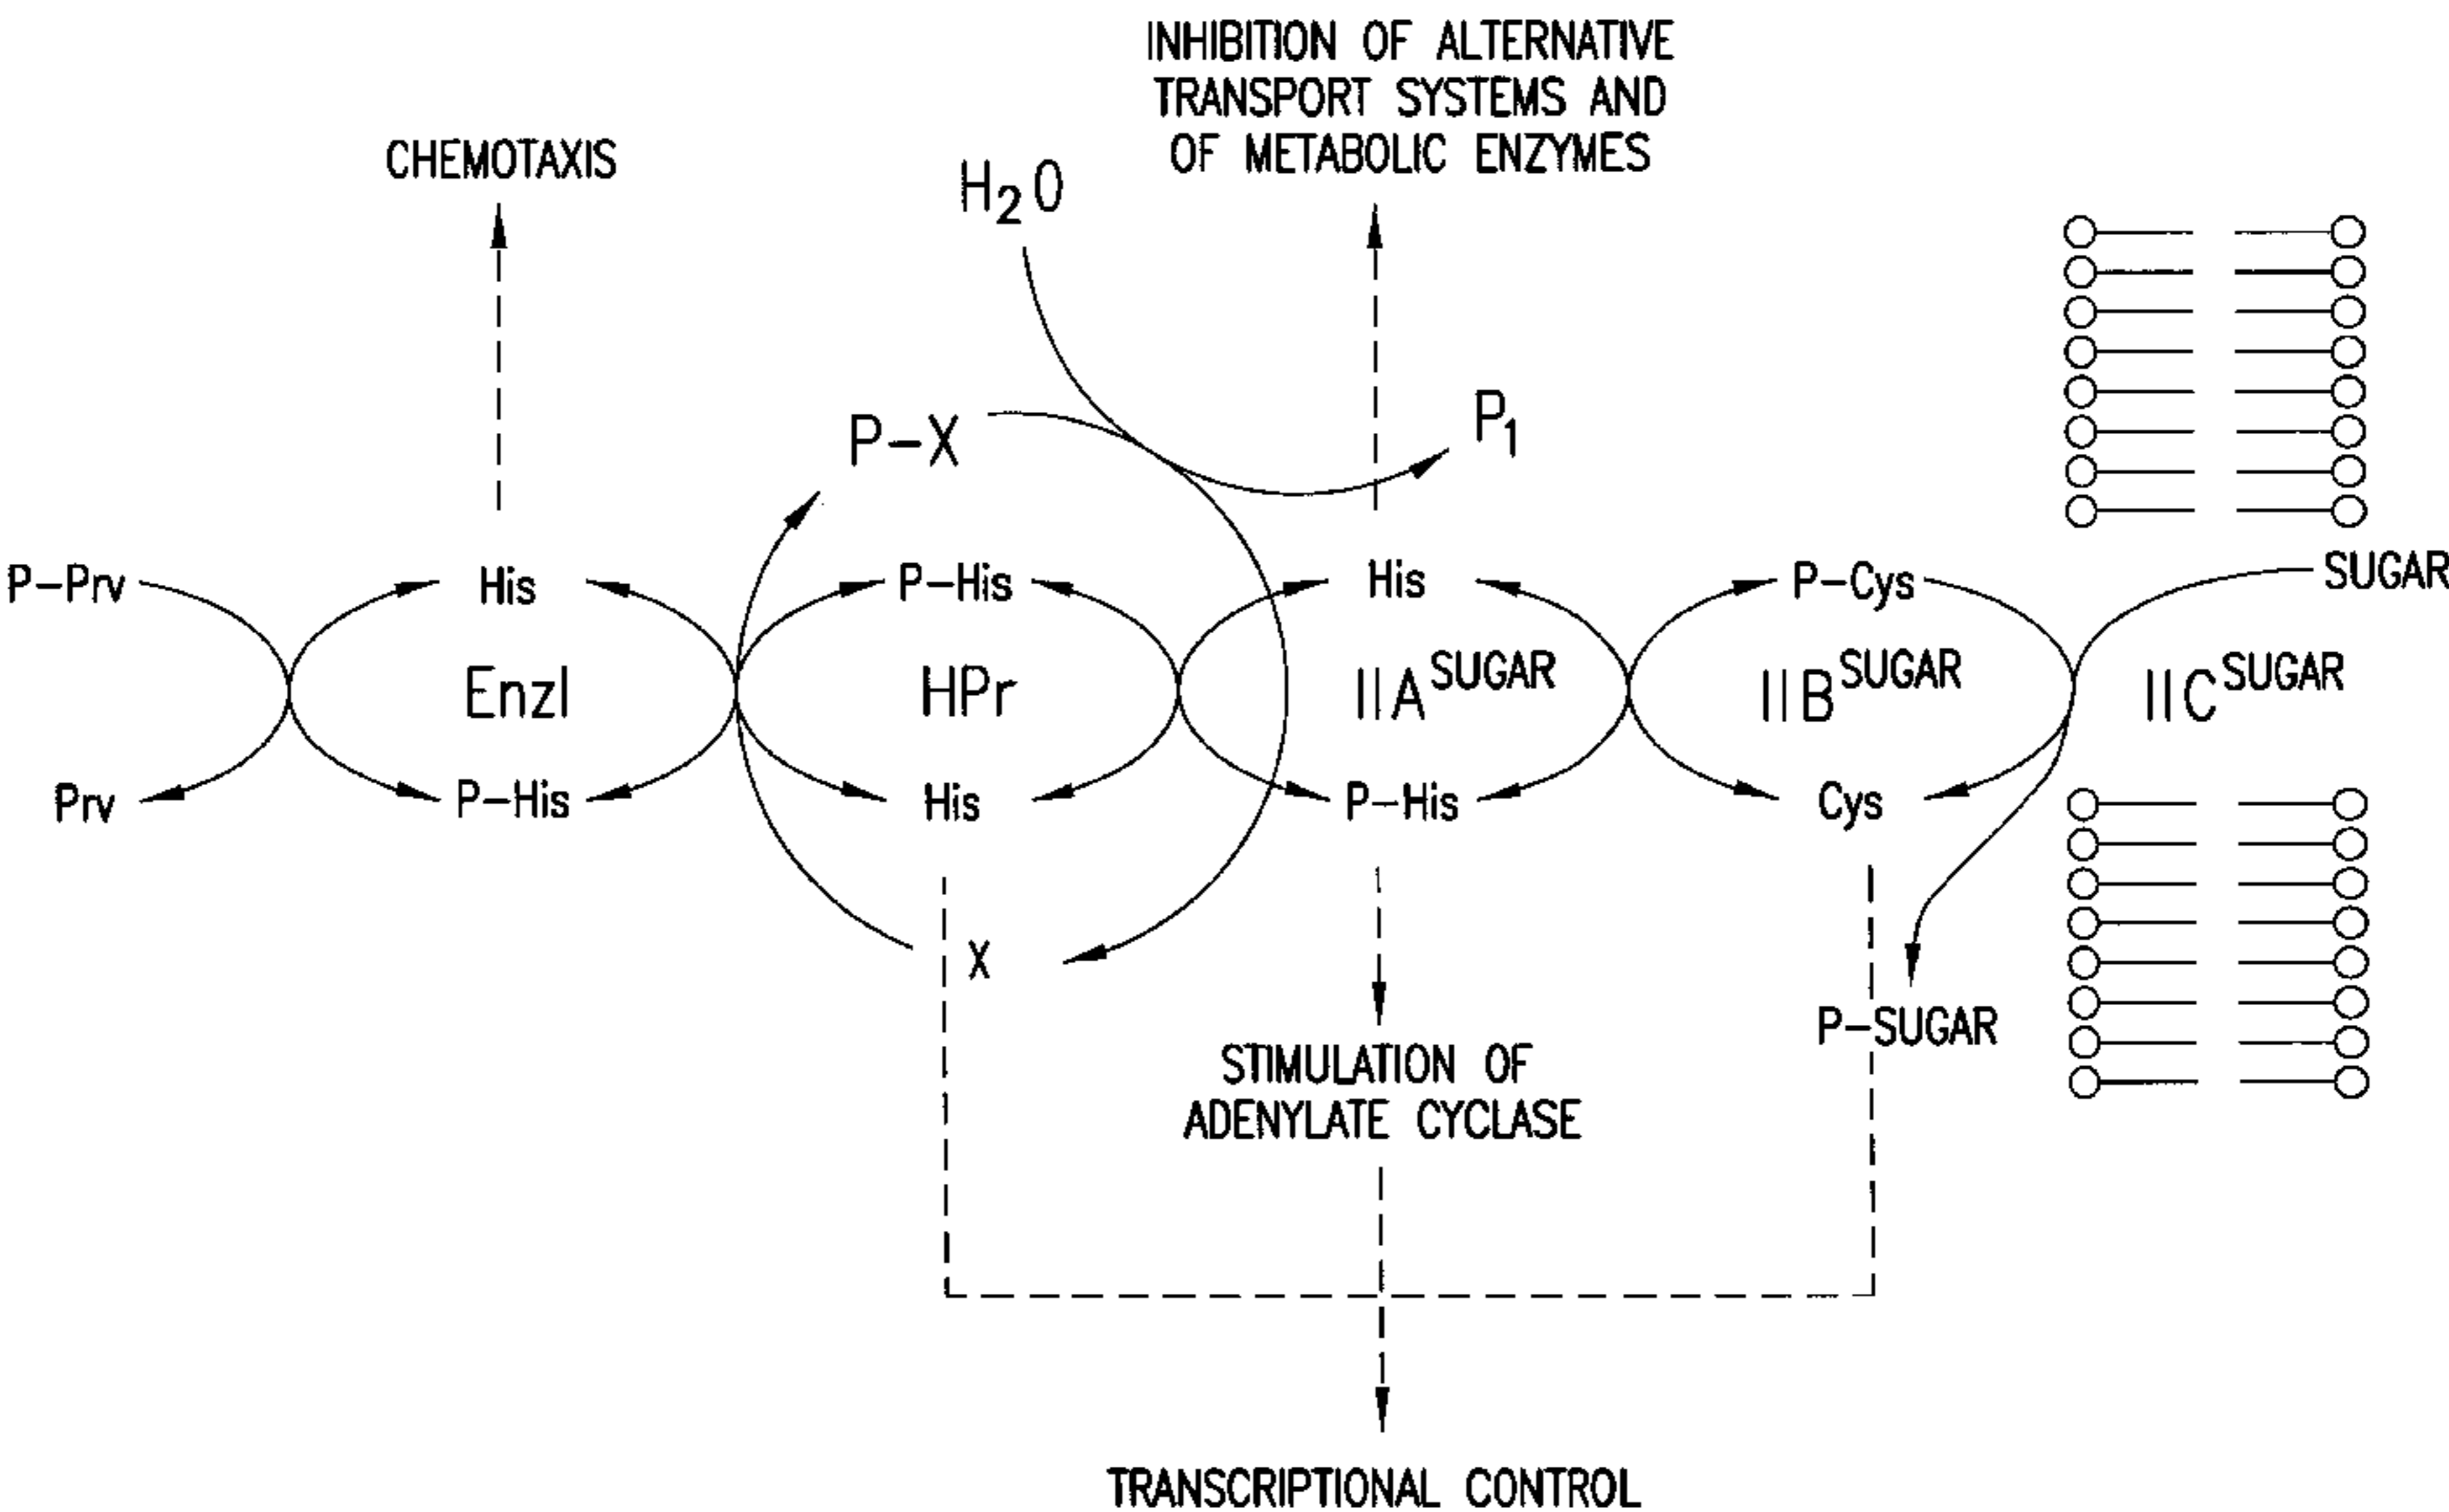 INHIBITION OF ALTERNATIVE
TRANSPORT SYSTEMS AND
OF METABOLIC ENZYMES
CHEMOTAXIS
H₂O
P-X
P₁
P-Prv
His
P-His
His
P-Cys
SUGAR
EnzI
HPr
IIA^SUGAR
IIB^SUGAR
IIC^SUGAR
Prv
P-His
His
P-His
Cys
X
P-SUGAR
STIMULATION OF
ADENYLATE CYCLASE
TRANSCRIPTIONAL CONTROL